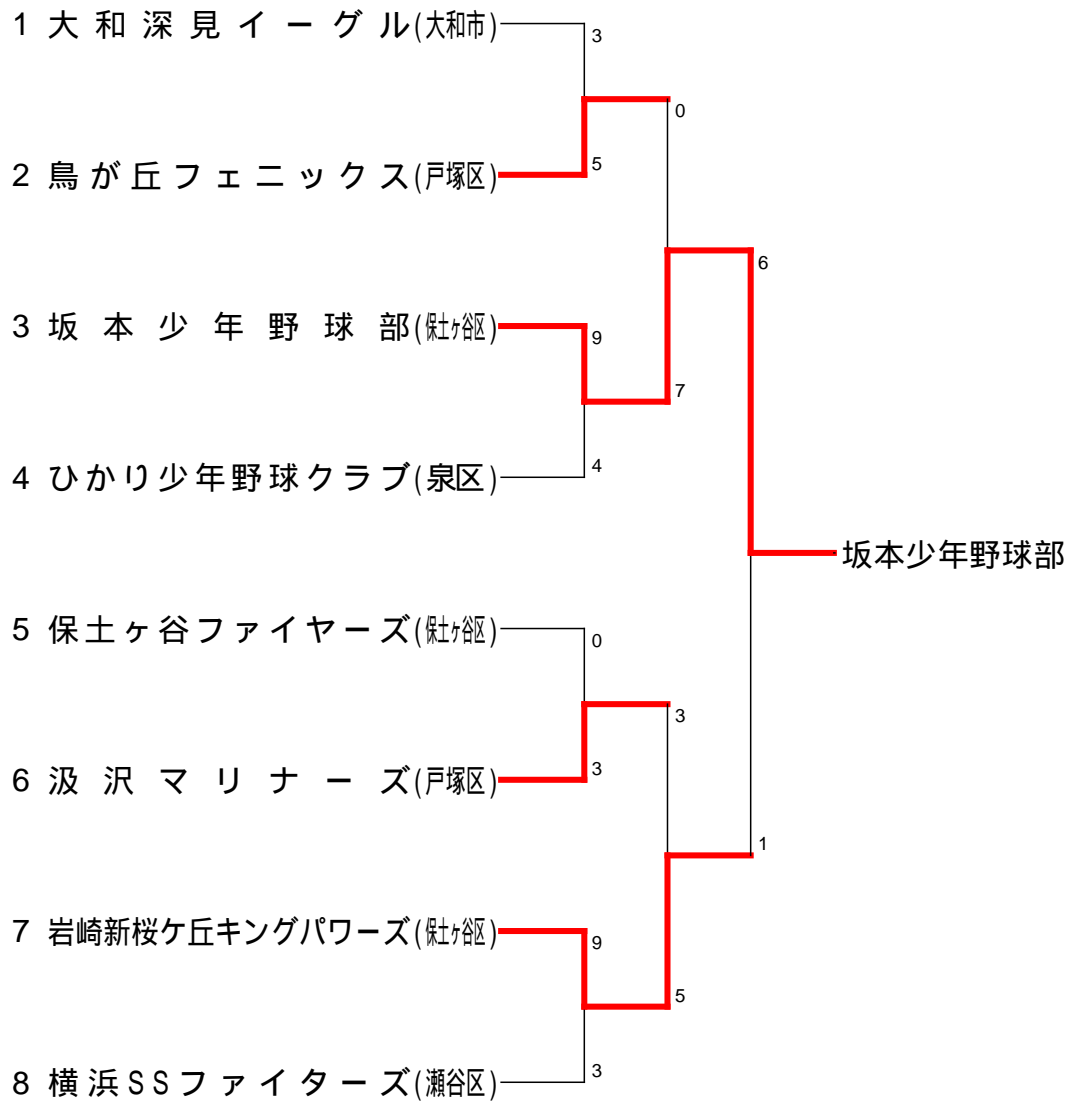 1 大和深見イーグル(大和市)
3
0
2 鳥が丘フェニックス(戸塚区)
5
6
3 坂本少年野球部(保土ヶ谷区)
9
7
4 ひかり少年野球クラブ(泉区)
4
坂本少年野球部
5 保土ヶ谷ファイヤーズ(保土ヶ谷区)
0
3
6 汲沢マリナーズ(戸塚区)
3
1
7 岩崎新桜ケ丘キングパワーズ(保土ヶ谷区)
9
5
8 横浜SSファイターズ(瀬谷区)
3